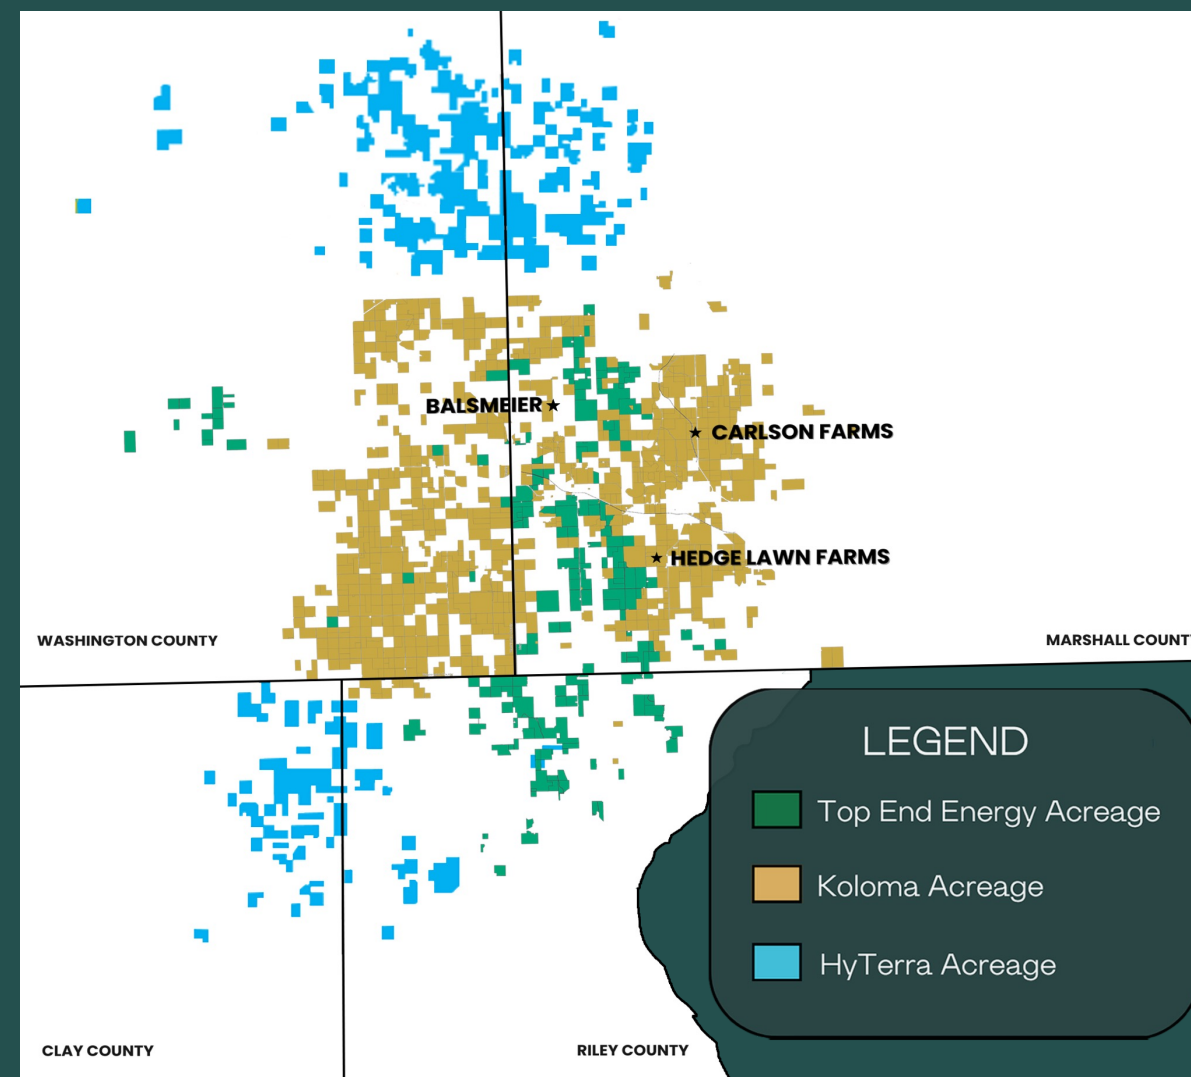 BALSMEIER
CARLSON FARMS
HEDGE LAWN FARMS
WASHINGTON COUNTY
MARSHALL COUNT
LEGEND
Top End Energy Acreage
Koloma Acreage
HyTerra Acreage
CLAY COUNTY
RILEY COUNTY